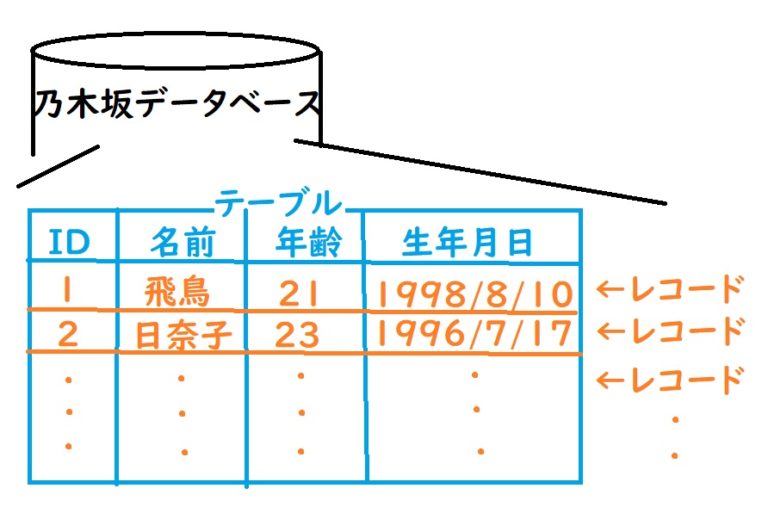 乃木坂データベース
テーブル
ID 名前 年齢 生年月日
1 飛鳥 21 1998/8/10 ←レコード
2 日奈子 23 1996/7/17 ←レコード
←レコード